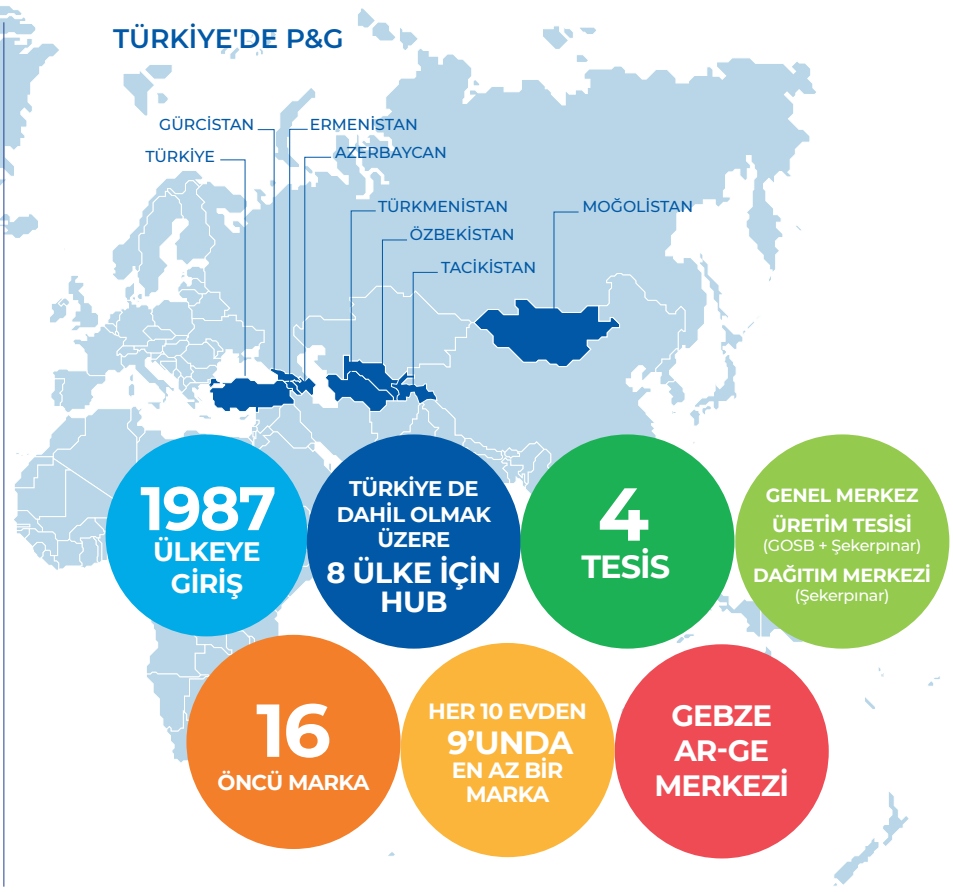 TÜRKİYE'DE P&G
GÜRCİSTAN
ERMENİSTAN
TÜRKİYE
AZERBAYCAN
TÜRKMENİSTAN
MOĞOLİSTAN
ÖZBEKİSTAN
TACİKİSTAN
1987
ÜLKEYE
GİRİŞ
TÜRKİYE DE
DAHİL OLMAK
ÜZERE
8 ÜLKE İÇİN
HUB
4
TESİS
GENEL MERKEZ
ÜRETİM TESİSİ
(GOSB + Şekerpınar)
DAĞITIM MERKEZİ
(Şekerpınar)
16
ÖNCÜ MARKA
HER 10 EVDEN
9’UNDA
EN AZ BİR
MARKA
GEBZE
AR-GE
MERKEZİ